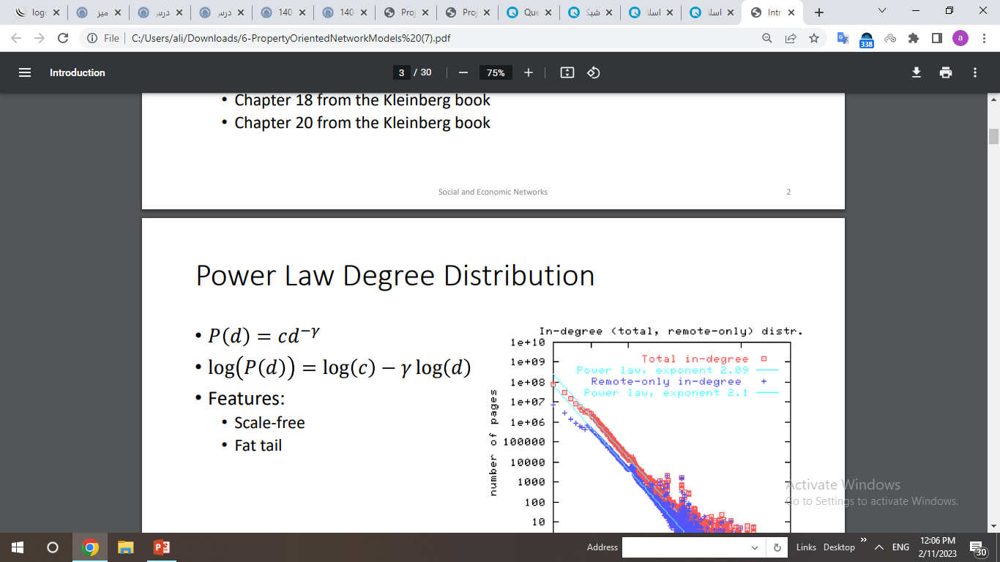 logo
میز
درس
درس
140
140
Proj
Proj
Que
شبک
اسلا
اسلا
اسلا
Intr
File
C:/Users/ali/Downloads/6-PropertyOrientedNetworkModels%20(7).pdf
338
a
Introduction
3 / 30
75%
• Chapter 18 from the Kleinberg book
• Chapter 20 from the Kleinberg book
Social and Economic Networks
2
Power Law Degree Distribution
• P(d) = cd^−γ
• log(P(d)) = log(c) − γ log(d)
• Features:
• Scale-free
• Fat tail
In-degree (total, remote-only) distr.
Total in-degree
Power law, exponent 2.09
Remote-only in-degree
Power law, exponent 2.1
number of pages
1e+10
1e+09
1e+08
1e+07
1e+06
100000
10000
1000
100
10
Activate Windows
Go to Settings to activate Windows.
Address
Links
Desktop
ENG
12:06 PM
2/11/2023
30